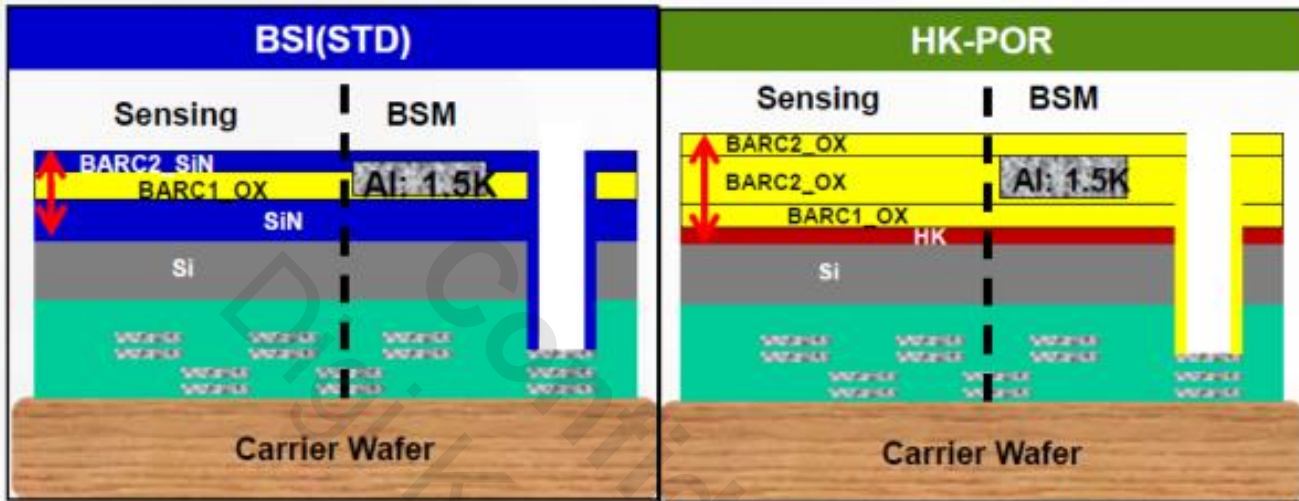 BSI(STD)
HK-POR
Sensing
BSM
BARC2_SiN
BARC1_OX
Al: 1.5K
SiN
Si
Carrier Wafer
Sensing
BSM
BARC2_OX
BARC2_OX
Al: 1.5K
BARC1_OX
HK
Si
Carrier Wafer